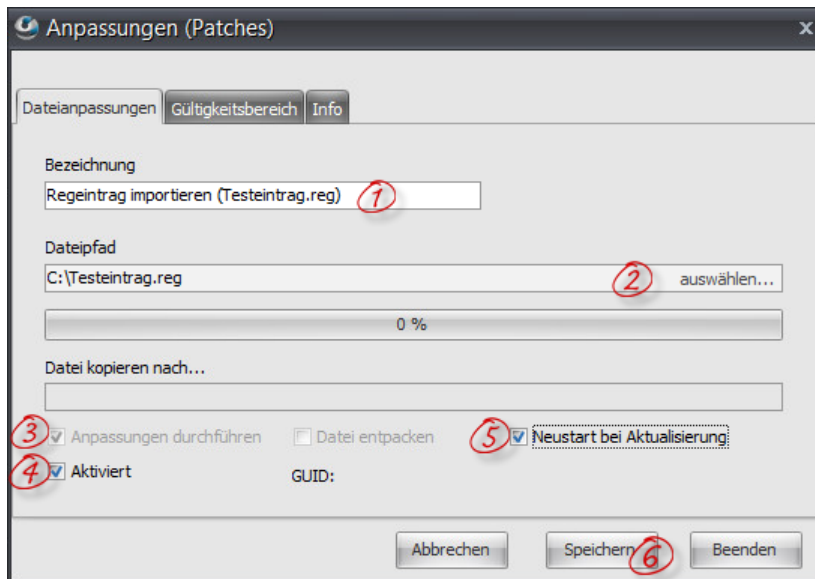 Anpassungen (Patches)
x
Dateianpassungen Gültigkeitsbereich Info
Bezeichnung
Regeintrag importieren (Testeintrag.reg) 1
Dateipfad
C:\Testeintrag.reg 2 auswählen...
0 %
Datei kopieren nach...
3 Anpassungen durchführen Datei entpacken 5 Neustart bei Aktualisierung
4 Aktiviert GUID:
Abbrechen Speichern 6 Beenden